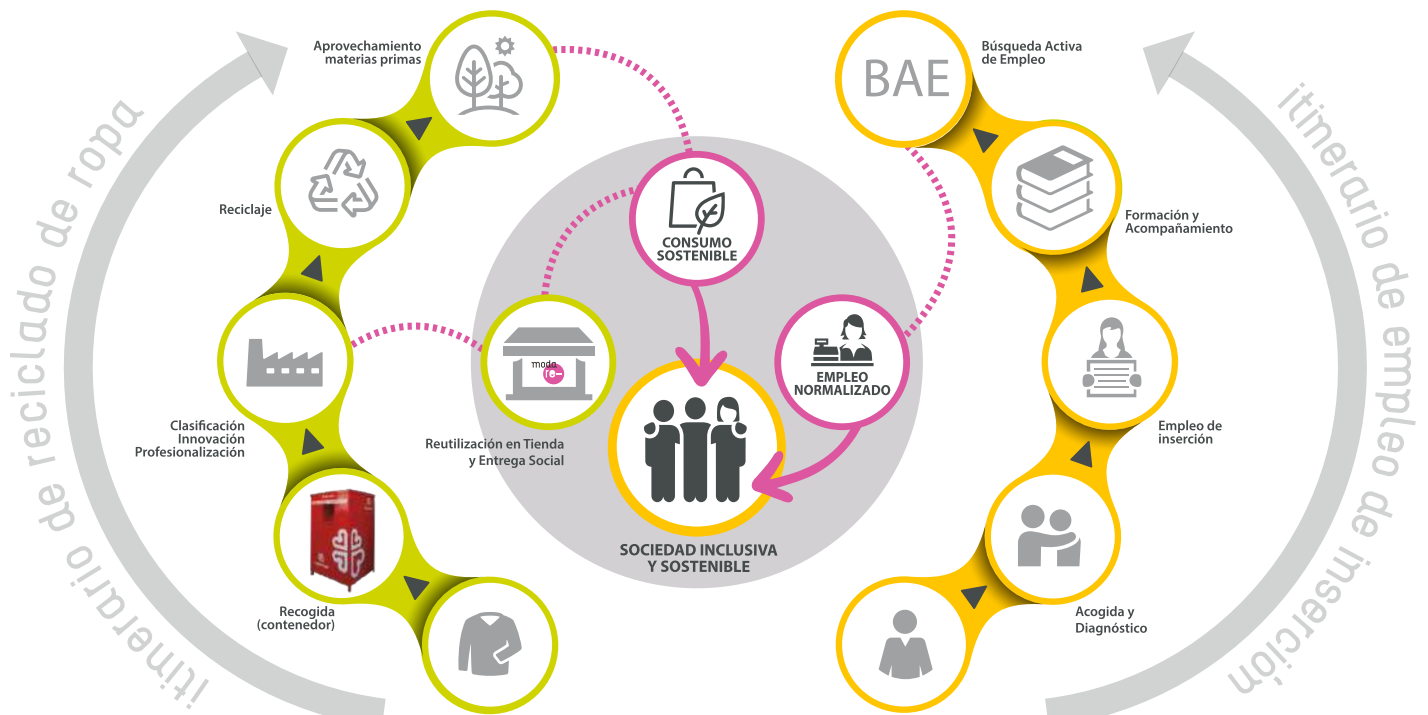 itinerario de reciclado de ropa
Aprovechamiento
materias primas
Reciclaje
Clasificación
Innovación
Profesionalización
Recogida
(contenedor)
moda
re-
Reutilización en Tienda
y Entrega Social
CONSUMO
SOSTENIBLE
EMPLEO
NORMALIZADO
SOCIEDAD INCLUSIVA
Y SOSTENIBLE
BAE
Búsqueda Activa
de Empleo
Formación y
Acompañamiento
Empleo de
inserción
Acogida y
Diagnóstico
itinerario de empleo de inserción